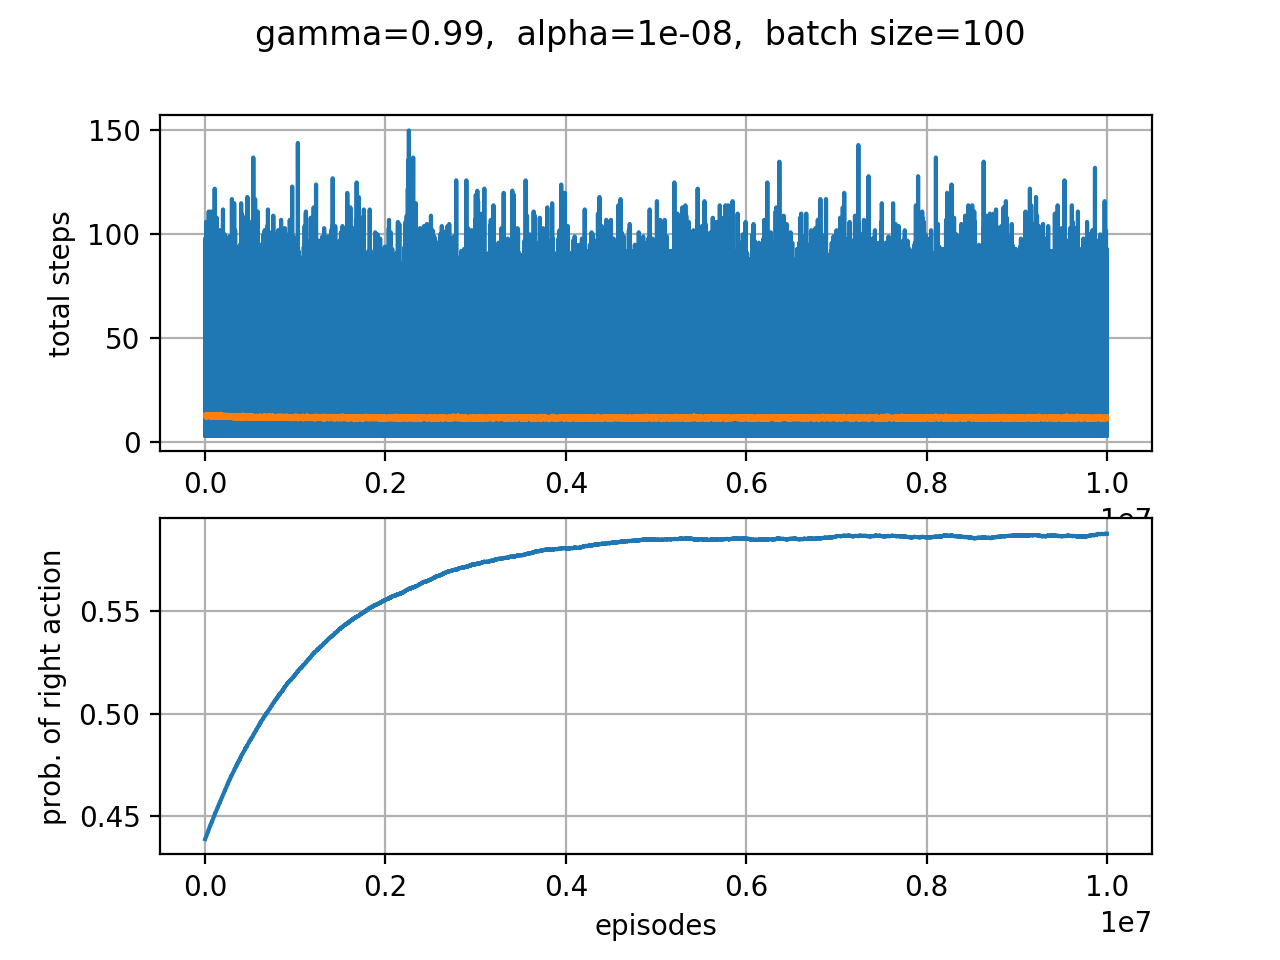 gamma=0.99,  alpha=1e-08,  batch size=100
150
100
50
0
total steps
0.0 0.2 0.4 0.6 0.8 1.0
1e7
0.55
0.50
0.45
prob. of right action
0.0 0.2 0.4 0.6 0.8 1.0
episodes
1e7